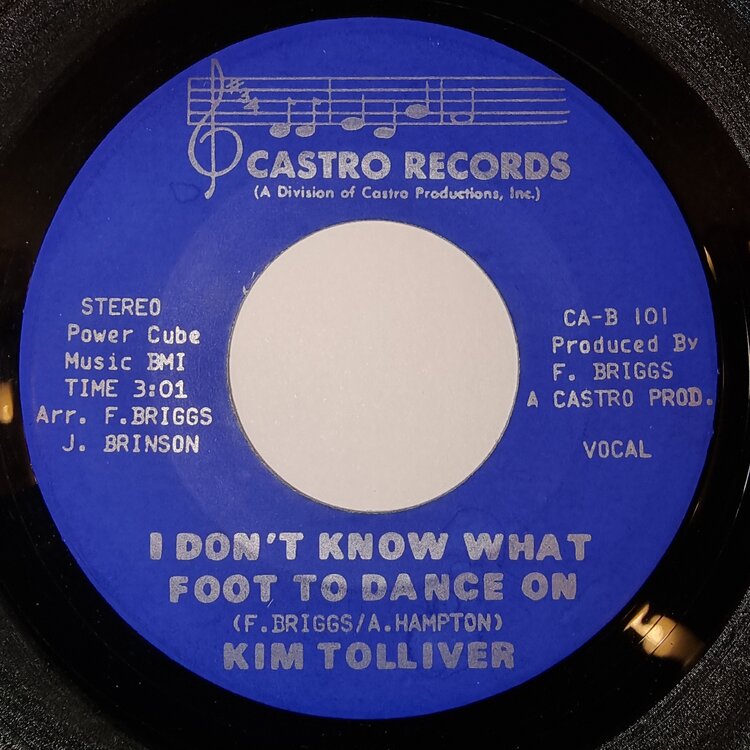 CASTRO RECORDS
(A Division of Castro Productions, Inc.)
STEREO
Power Cube
Music BMI
TIME 3:01
Arr. F.BRIGGS
J. BRINSON
CA-B 101
Produced By
F. BRIGGS
A CASTRO PROD.
VOCAL
I DON'T KNOW WHAT
FOOT TO DANCE ON
(F.BRIGGS/A.HAMPTON)
KIM TOLLIVER